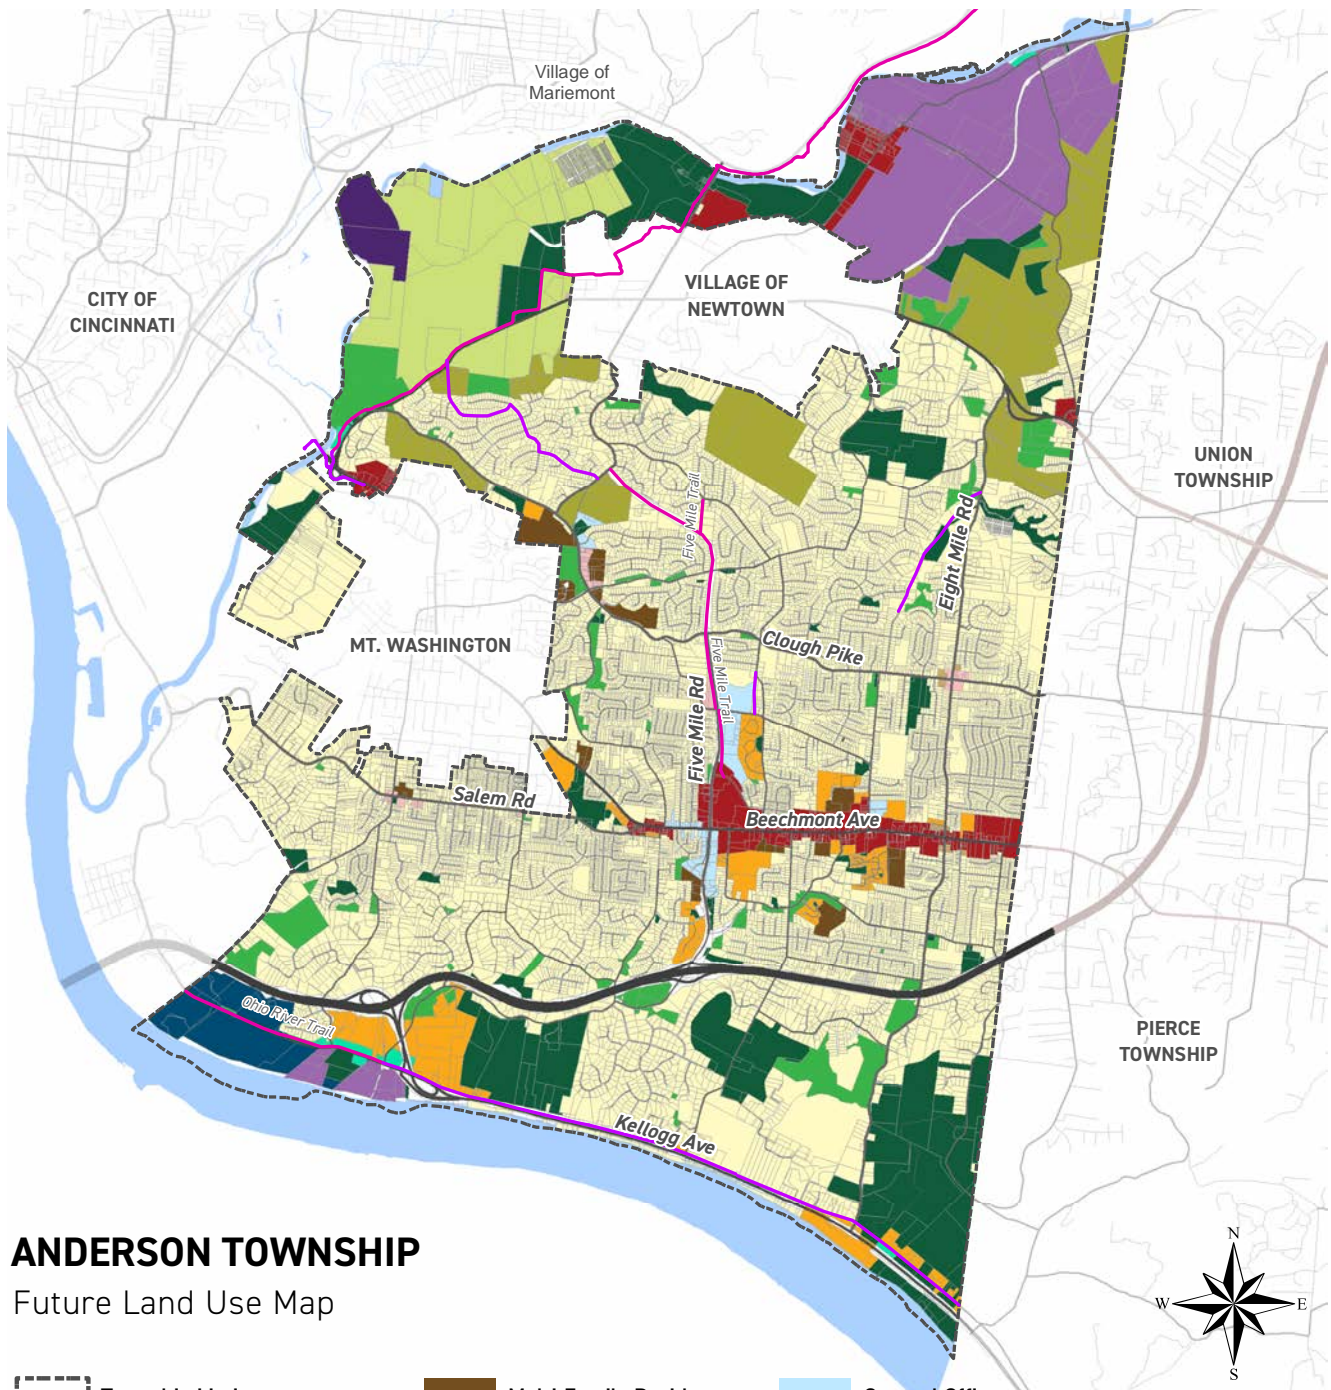 Village of
Mariemont
CITY OF
CINCINNATI
VILLAGE OF
NEWTOWN
UNION
TOWNSHIP
Five Mile Trail
Eight Mile Rd
MT. WASHINGTON
Clough Pike
Five Mile Trail
Five Mile Rd
Salem Rd
Beechmont Ave
Ohio River Trail
PIERCE
TOWNSHIP
Kellogg Ave
ANDERSON TOWNSHIP
Future Land Use Map
N
W
E
S